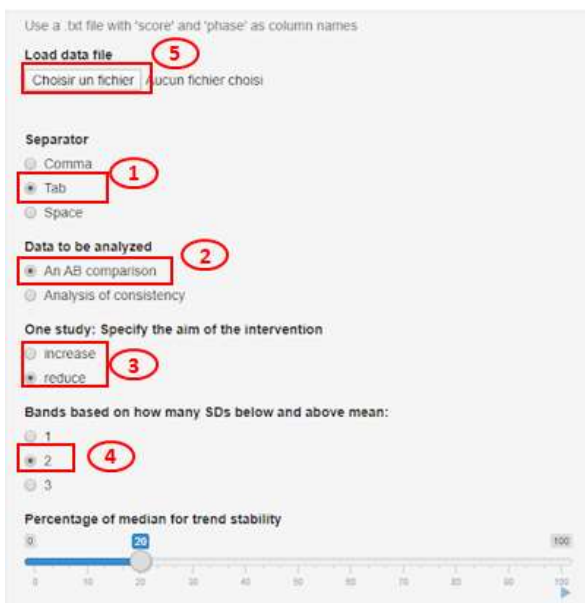 Use a .txt file with 'score' and 'phase' as column names
Load data file
5
Choisir un fichier Aucun fichier choisi
Separator
Comma
1
Tab
Space
Data to be analyzed
2
An AB comparison
Analysis of consistency
One study: Specify the aim of the intervention
increase
3
reduce
Bands based on how many SDs below and above mean:
1
2
4
3
Percentage of median for trend stability
0 20 100
0 10 20 30 40 50 60 70 80 90 100